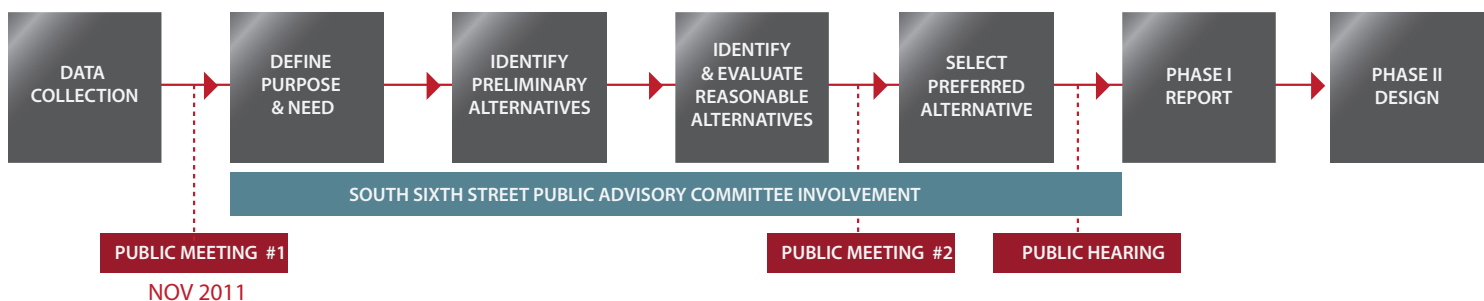 DATA
COLLECTION
DEFINE
PURPOSE
& NEED
IDENTIFY
PRELIMINARY
ALTERNATIVES
IDENTIFY
& EVALUATE
REASONABLE
ALTERNATIVES
SELECT
PREFERRED
ALTERNATIVE
PHASE I
REPORT
PHASE II
DESIGN
SOUTH SIXTH STREET PUBLIC ADVISORY COMMITTEE INVOLVEMENT
PUBLIC MEETING #1
PUBLIC MEETING #2
PUBLIC HEARING
NOV 2011